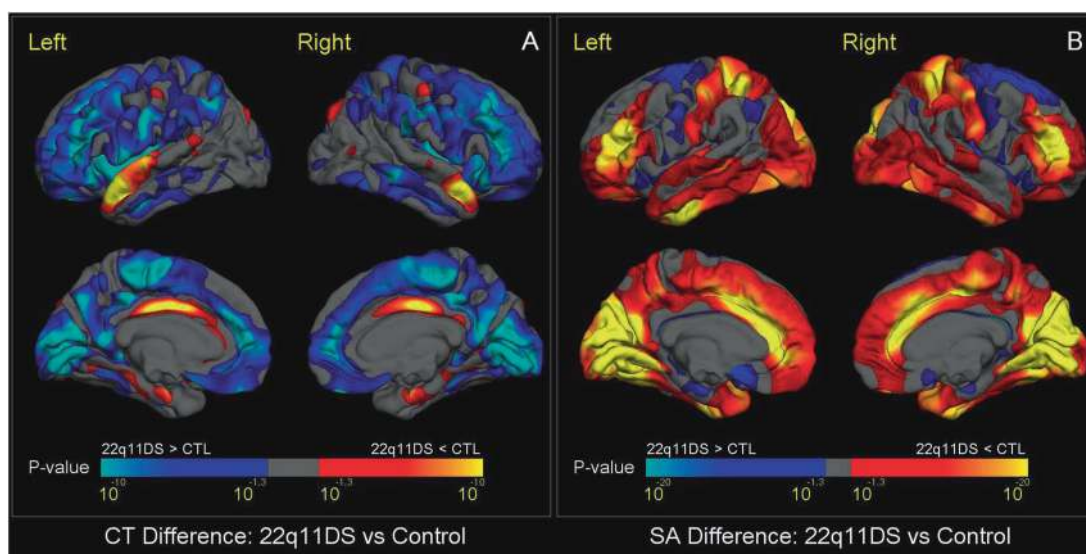 Left Right A
Left Right B
22q11DS > CTL 22q11DS < CTL
P-value
10^-10 10^-1.3 10^-1.3 10^-10
22q11DS > CTL 22q11DS < CTL
P-value
10^-20 10^-1.3 10^-1.3 10^-20
CT Difference: 22q11DS vs Control
SA Difference: 22q11DS vs Control